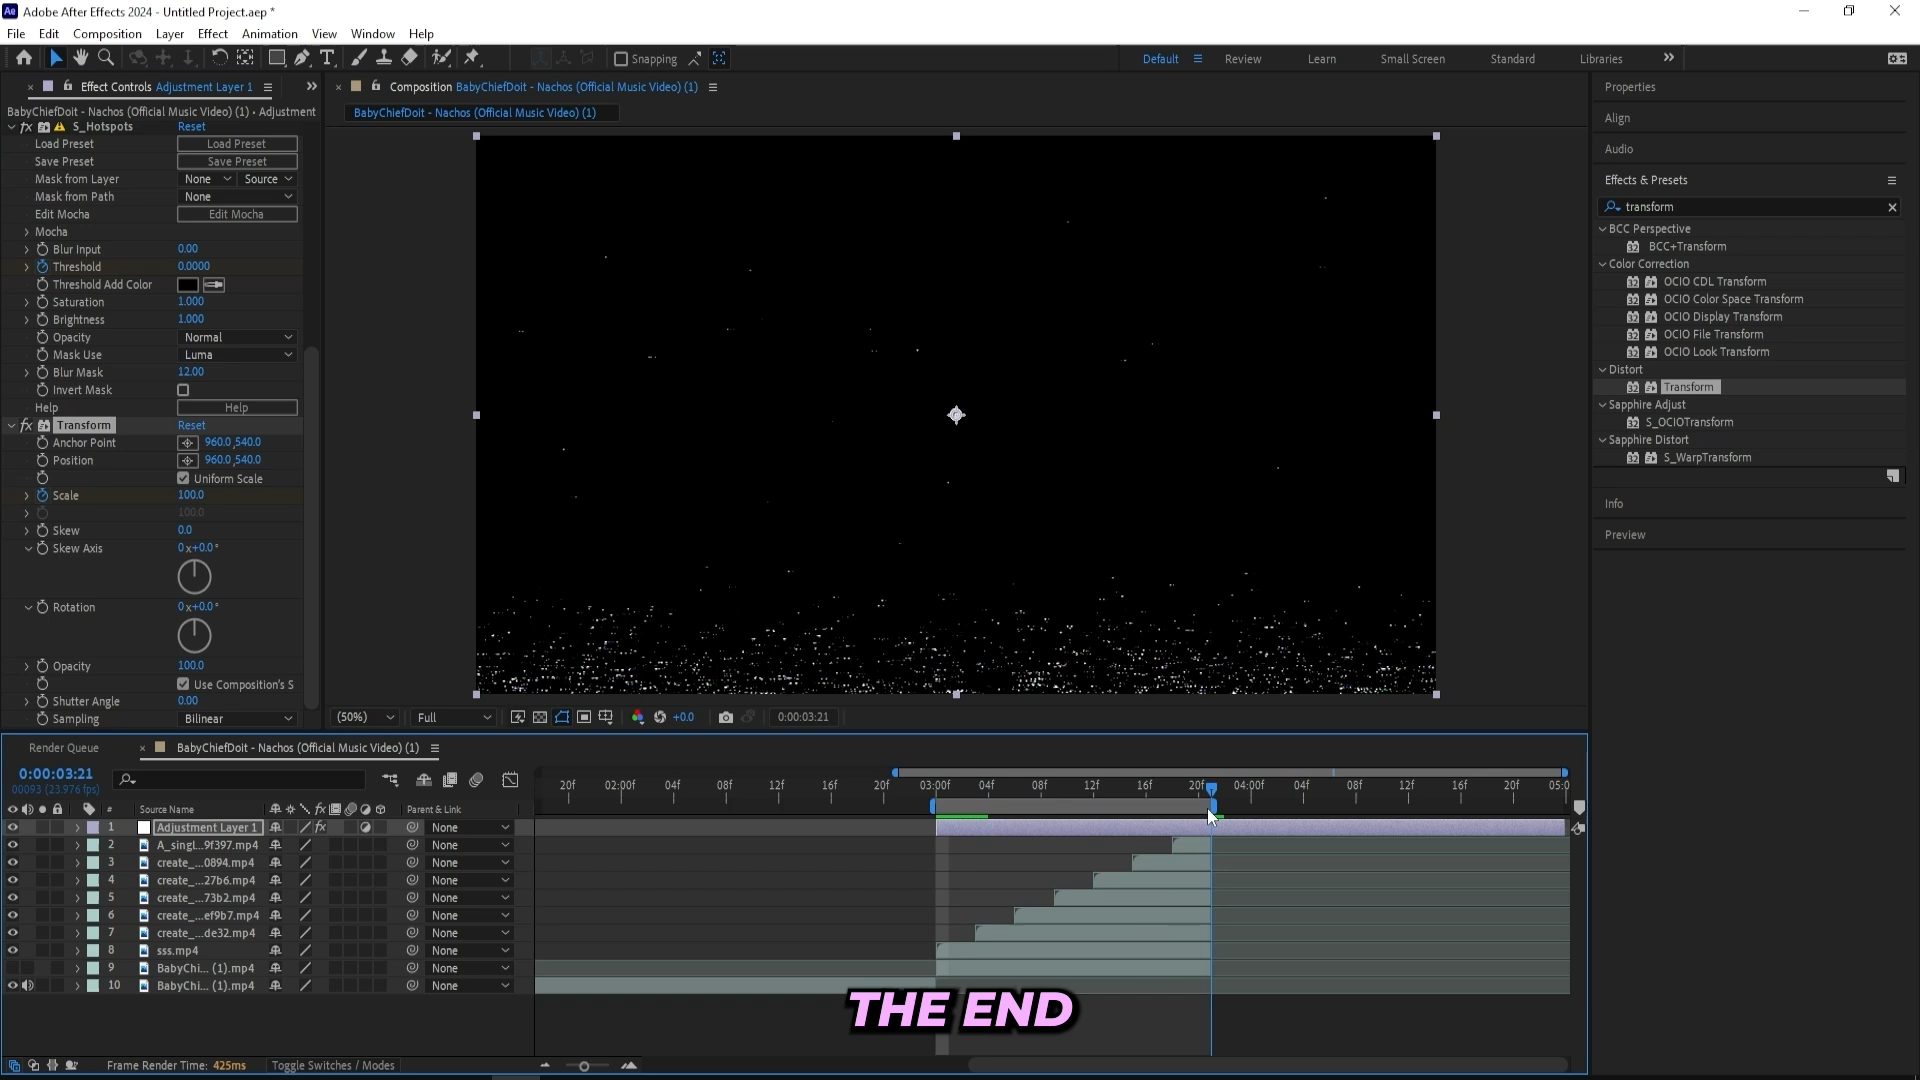 Adobe After Effects 2024 - Untitled Project.aep *
File Edit Composition Layer Effect Animation View Window Help
Snapping Default Review Learn Small Screen Standard Libraries
Effect Controls Adjustment Layer 1
BabyChiefDoit - Nachos (Official Music Video) (1) • Adjustment
fx S_Hotspots Reset
Load Preset Load Preset
Save Preset Save Preset
Mask from Layer None Source
Mask from Path None
Edit Mocha Edit Mocha
Mocha
Blur Input 0.00
Threshold 0.0000
Threshold Add Color
Saturation 1.000
Brightness 1.000
Opacity Normal
Mask Use Luma
Blur Mask 12.00
Invert Mask
Help Help
fx Transform Reset
Anchor Point 960.0,540.0
Position 960.0,540.0
Uniform Scale
Scale 100.0
100.0
Skew 0.0
Skew Axis 0x+0.0°
Rotation 0x+0.0°
Opacity 100.0
Use Composition's S
Shutter Angle 0.00
Sampling Bilinear
Composition BabyChiefDoit - Nachos (Official Music Video) (1)
BabyChiefDoit - Nachos (Official Music Video) (1)
(50%) Full +0.0 0:00:03:21
Properties
Align
Audio
Effects & Presets
transform
BCC Perspective
BCC+Transform
Color Correction
OCIO CDL Transform
OCIO Color Space Transform
OCIO Display Transform
OCIO File Transform
OCIO Look Transform
Distort
Transform
Sapphire Adjust
S_OCIOTransform
Sapphire Distort
S_WarpTransform
Info
Preview
Render Queue BabyChiefDoit - Nachos (Official Music Video) (1)
0:00:03:21
00093 (23.976 fps)
20f 02:00f 04f 08f 12f 16f 20f 03:00f 04f 08f 12f 16f 20f 04:00f 04f 08f 12f 16f 20f 05:0
# Source Name fx Parent & Link
1 Adjustment Layer 1 fx None
2 A_singl...9f397.mp4 None
3 create_...0894.mp4 None
4 create_...27b6.mp4 None
5 create_...73b2.mp4 None
6 create_...ef9b7.mp4 None
7 create_...de32.mp4 None
8 sss.mp4 None
9 BabyChi... (1).mp4 None
10 BabyChi... (1).mp4 None
THE END
Frame Render Time: 425ms Toggle Switches / Modes